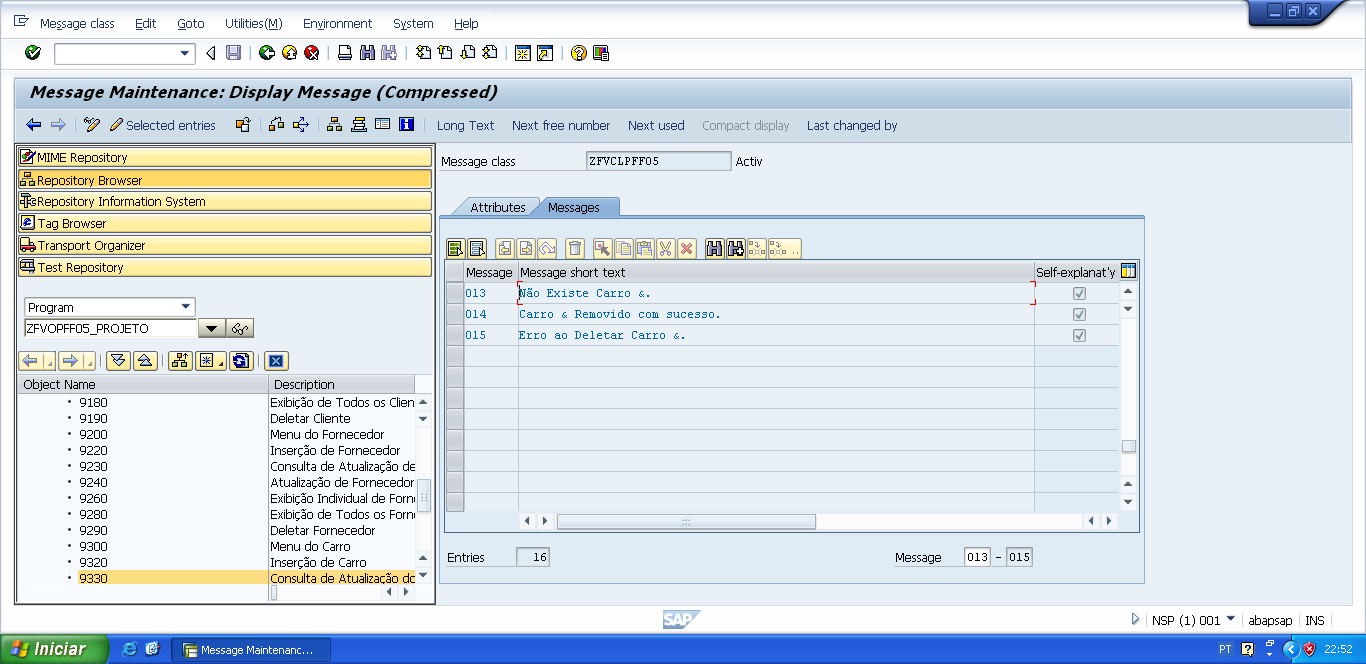 Message class Edit Goto Utilities(M) Environment System Help
Message Maintenance: Display Message (Compressed)
Selected entries Long Text Next free number Next used Compact display Last changed by
MIME Repository
Repository Browser
Repository Information System
Tag Browser
Transport Organizer
Test Repository
Program
ZFVOPFF05_PROJETO
Object Name Description
9180 Exibição de Todos os Clien
9190 Deletar Cliente
9200 Menu do Fornecedor
9220 Inserção de Fornecedor
9230 Consulta de Atualização de
9240 Atualização de Fornecedor
9260 Exibição Individual de Forn
9280 Exibição de Todos os Forn
9290 Deletar Fornecedor
9300 Menu do Carro
9320 Inserção de Carro
9330 Consulta de Atualização do
Message class ZFVCLPFF05 Activ
Attributes Messages
Message Message short text Self-explanat'y
013 Não Existe Carro &.
014 Carro & Removido com sucesso.
015 Erro ao Deletar Carro &.
Entries 16 Message 013 - 015
SAP
NSP (1) 001 abapsap INS
Iniciar Message Maintenanc... PT 22:52